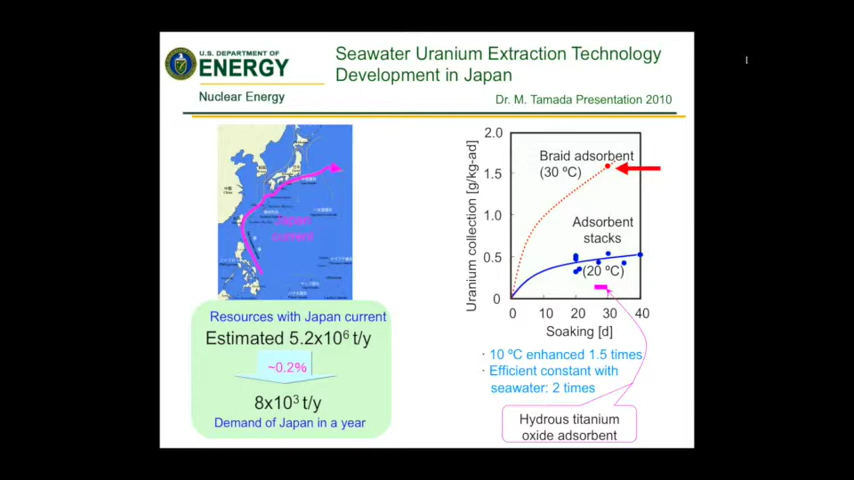 U.S. DEPARTMENT OF
ENERGY
Nuclear Energy
Seawater Uranium Extraction Technology
Development in Japan
Dr. M. Tamada Presentation 2010
Resources with Japan current
Estimated 5.2x10⁶ t/y
~0.2%
8x10³ t/y
Demand of Japan in a year
Uranium collection [g/kg-ad]
2.0
1.5
1.0
0.5
0
Braid adsorbent
(30 ºC)
Adsorbent
stacks
(20 ºC)
0 10 20 30 40
Soaking [d]
· 10 ºC enhanced 1.5 times
· Efficient constant with
seawater: 2 times
Hydrous titanium
oxide adsorbent